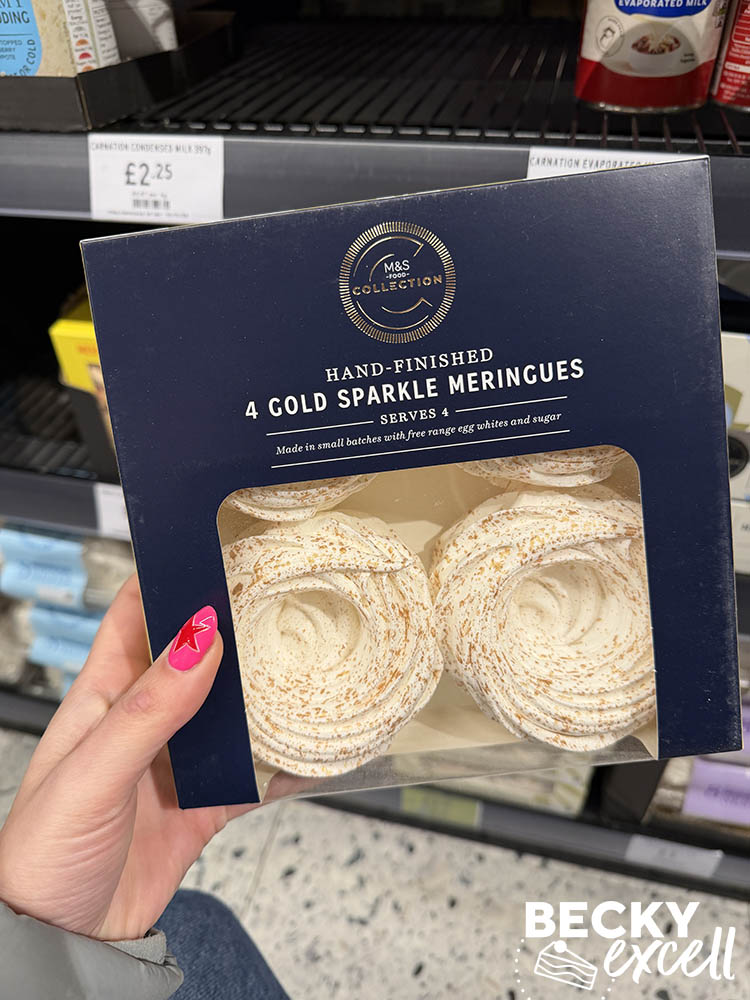 DDING
EVAPORATED MILK
CARNATION CONDENSED MILK 397g
£2.25
CARNATION EVAPORATED
M&S
-FOOD-
COLLECTION
HAND-FINISHED
4 GOLD SPARKLE MERINGUES
SERVES 4
Made in small batches with free range egg whites and sugar
BECKY
excell